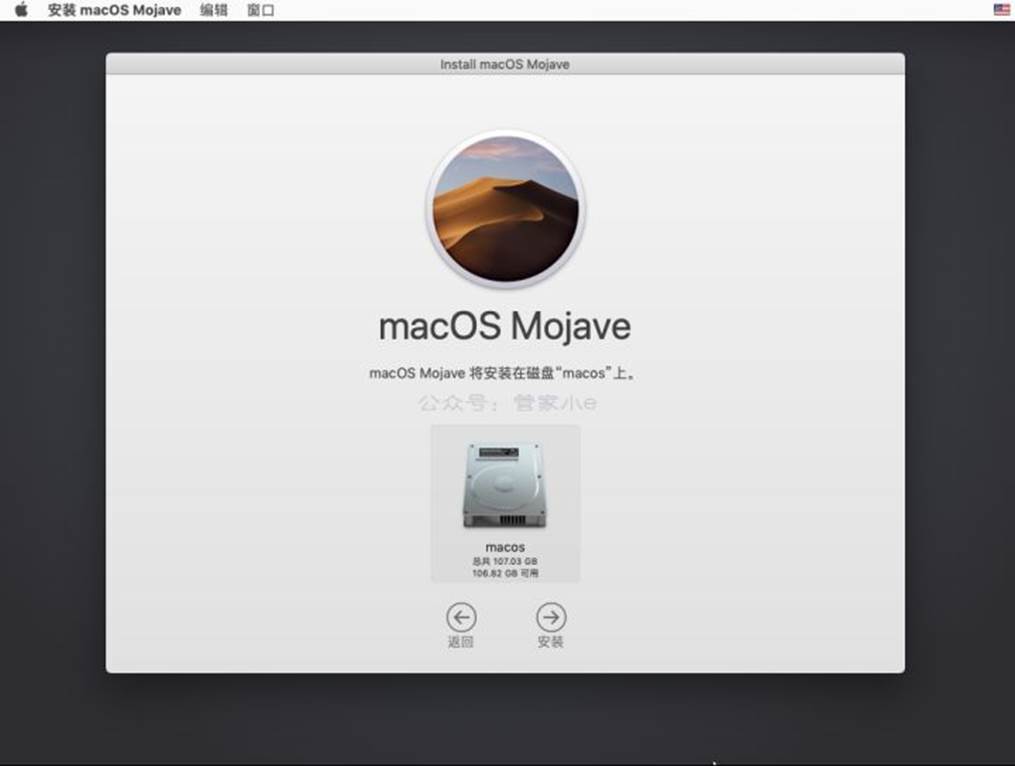 安装 macOS Mojave 编辑 窗口
Install macOS Mojave
macOS Mojave
macOS Mojave 将安装在磁盘“macos”上。
公众号：管家小e
macos
总共 107.03 GB
106.82 GB 可用
返回 安装